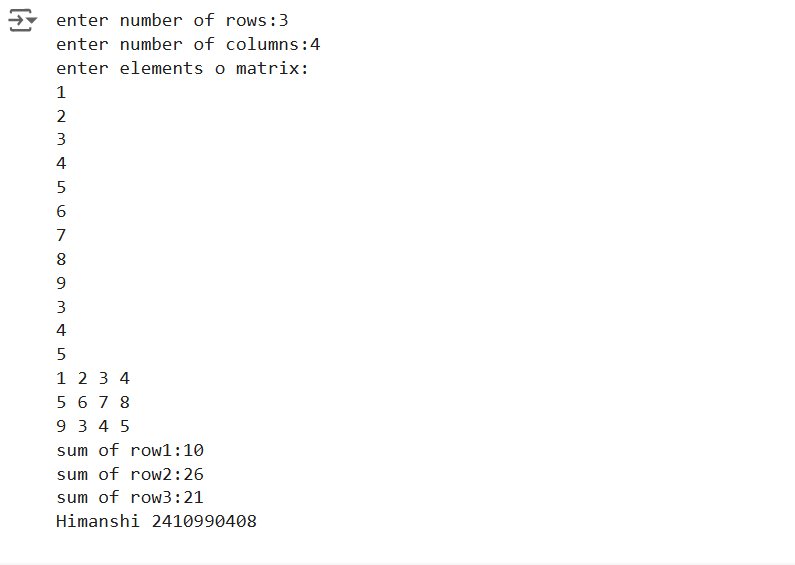 enter number of rows:3
enter number of columns:4
enter elements o matrix:
1
2
3
4
5
6
7
8
9
3
4
5
1 2 3 4
5 6 7 8
9 3 4 5
sum of row1:10
sum of row2:26
sum of row3:21
Himanshi 2410990408